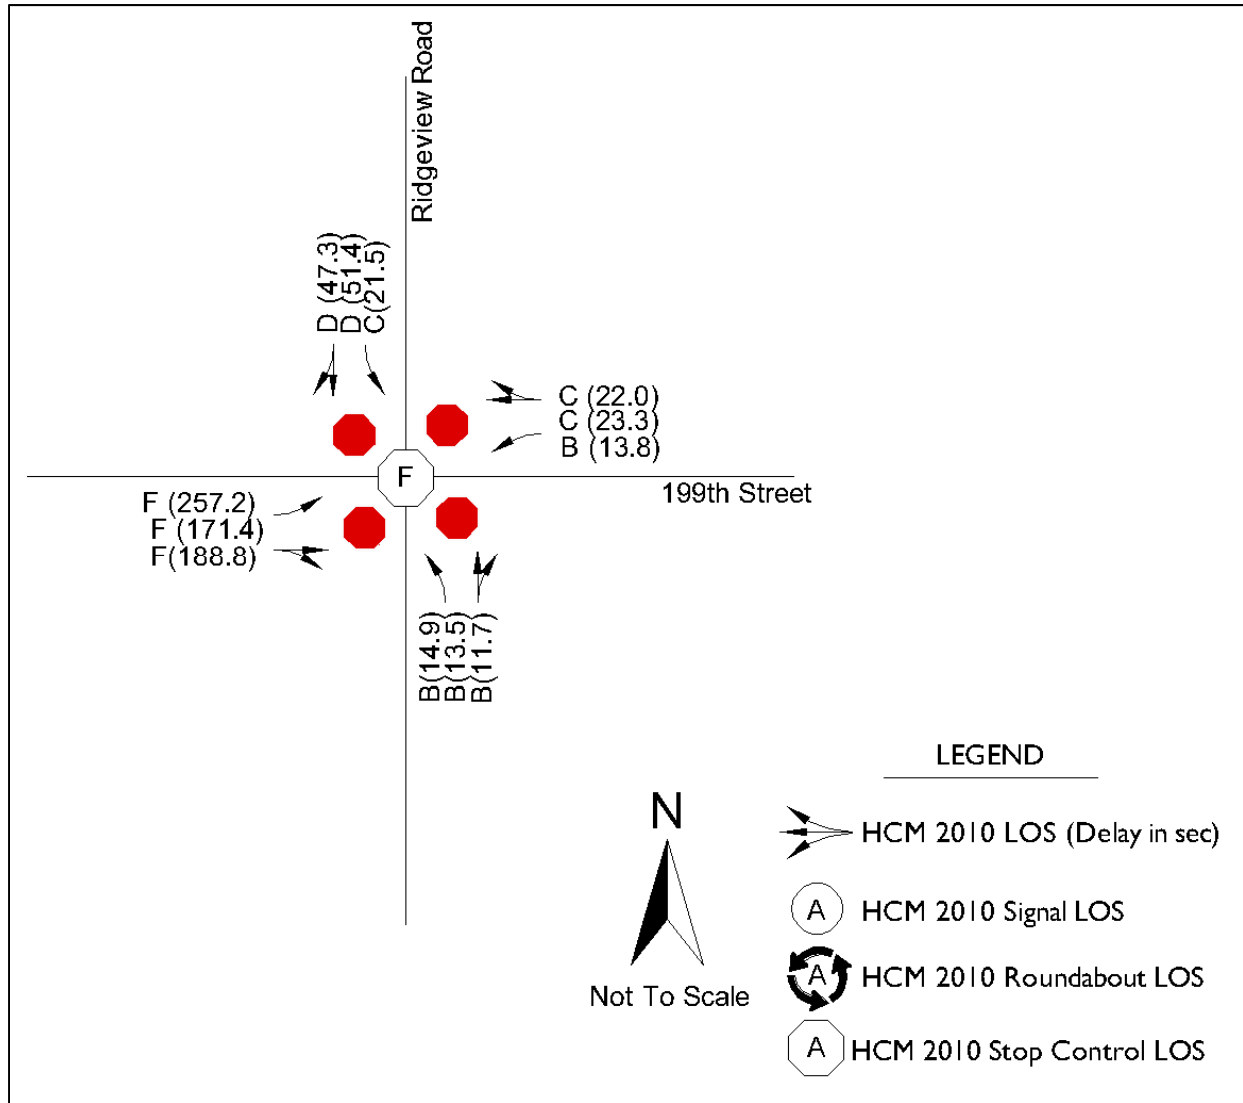 Ridgeview Road
D (47.3)
D (51.4)
C(21.5)
C (22.0)
C (23.3)
B (13.8)
F
199th Street
F (257.2)
F (171.4)
F(188.8)
B(14.9)
B(13.5)
B(11.7)
LEGEND
N
Not To Scale
HCM 2010 LOS (Delay in sec)
A HCM 2010 Signal LOS
A HCM 2010 Roundabout LOS
A HCM 2010 Stop Control LOS